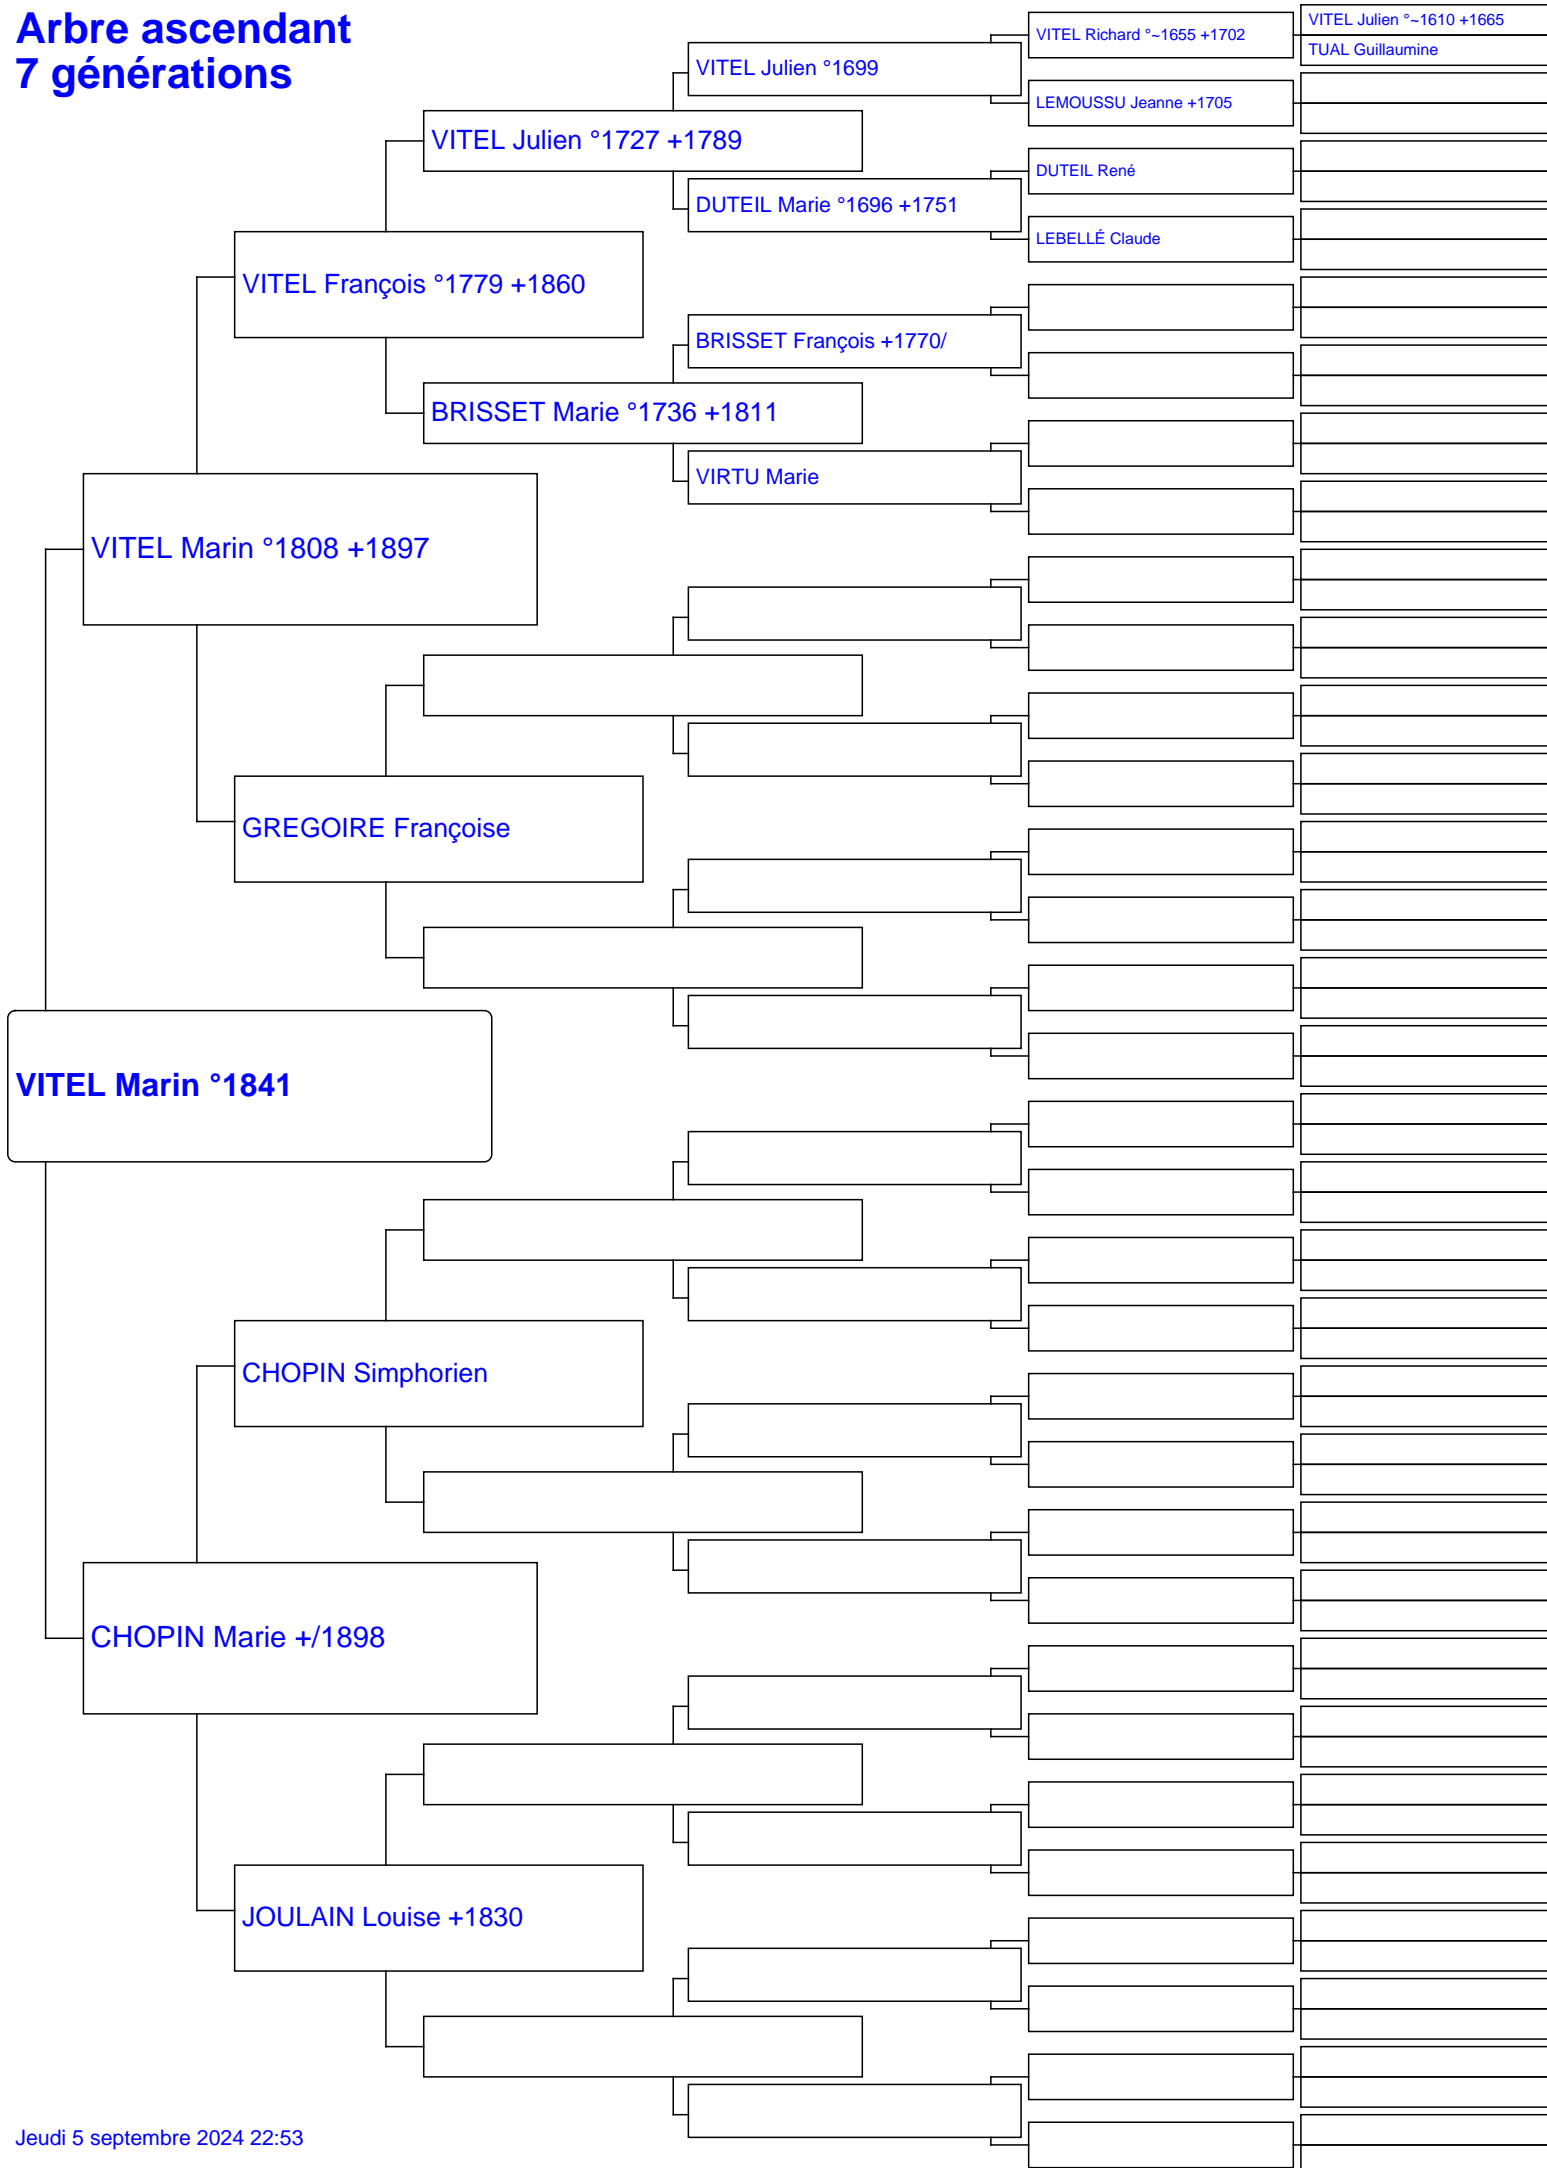 Arbre ascendant
7 générations
VITEL Marin °1841
VITEL Marin °1808 +1897
CHOPIN Marie +/1898
VITEL François °1779 +1860
GREGOIRE Françoise
CHOPIN Simphorien
JOULAIN Louise +1830
VITEL Julien °1727 +1789
BRISSET Marie °1736 +1811
VITEL Julien °1699
DUTEIL Marie °1696 +1751
BRISSET François +1770/
VIRTU Marie
VITEL Richard °~1655 +1702
LEMOUSSU Jeanne +1705
DUTEIL René
LEBELLÉ Claude
VITEL Julien °~1610 +1665
TUAL Guillaumine
Jeudi 5 septembre 2024 22:53